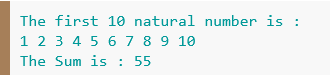 The first 10 natural number is :
1 2 3 4 5 6 7 8 9 10
The Sum is : 55